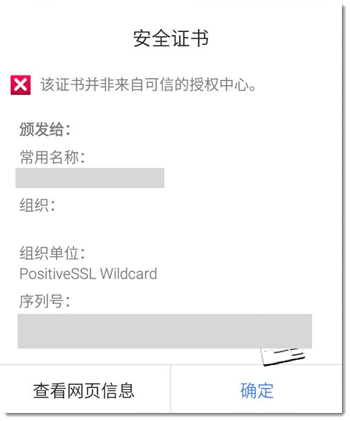 安全证书
该证书并非来自可信的授权中心。
颁发给：
常用名称：
组织：
组织单位：
PositiveSSL Wildcard
序列号：
查看网页信息
确定